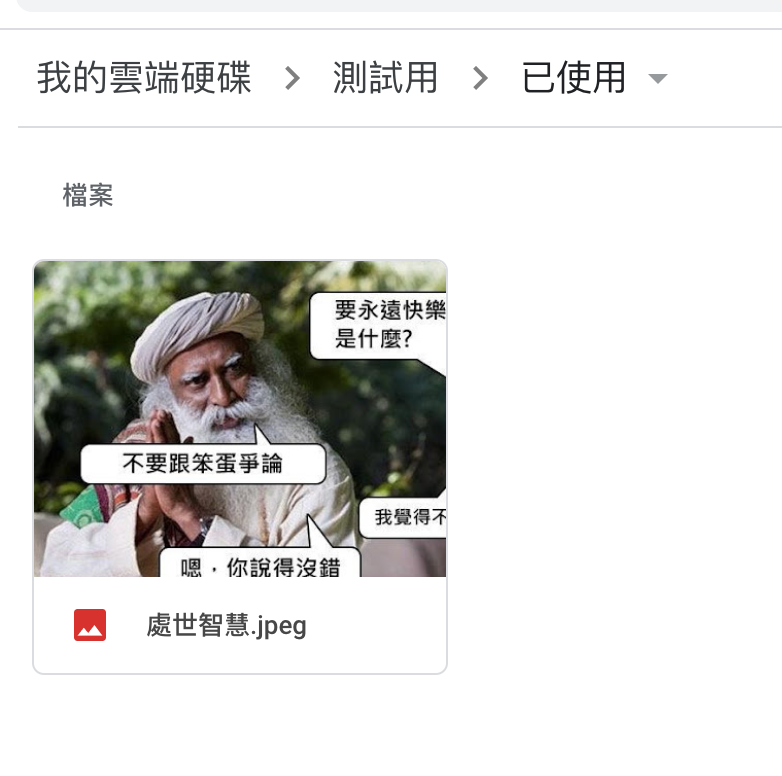 我的雲端硬碟 > 測試用 > 已使用
檔案
要永遠快樂
是什麼?
不要跟笨蛋爭論
我覺得不
嗯,你說得沒錯
處世智慧.jpeg